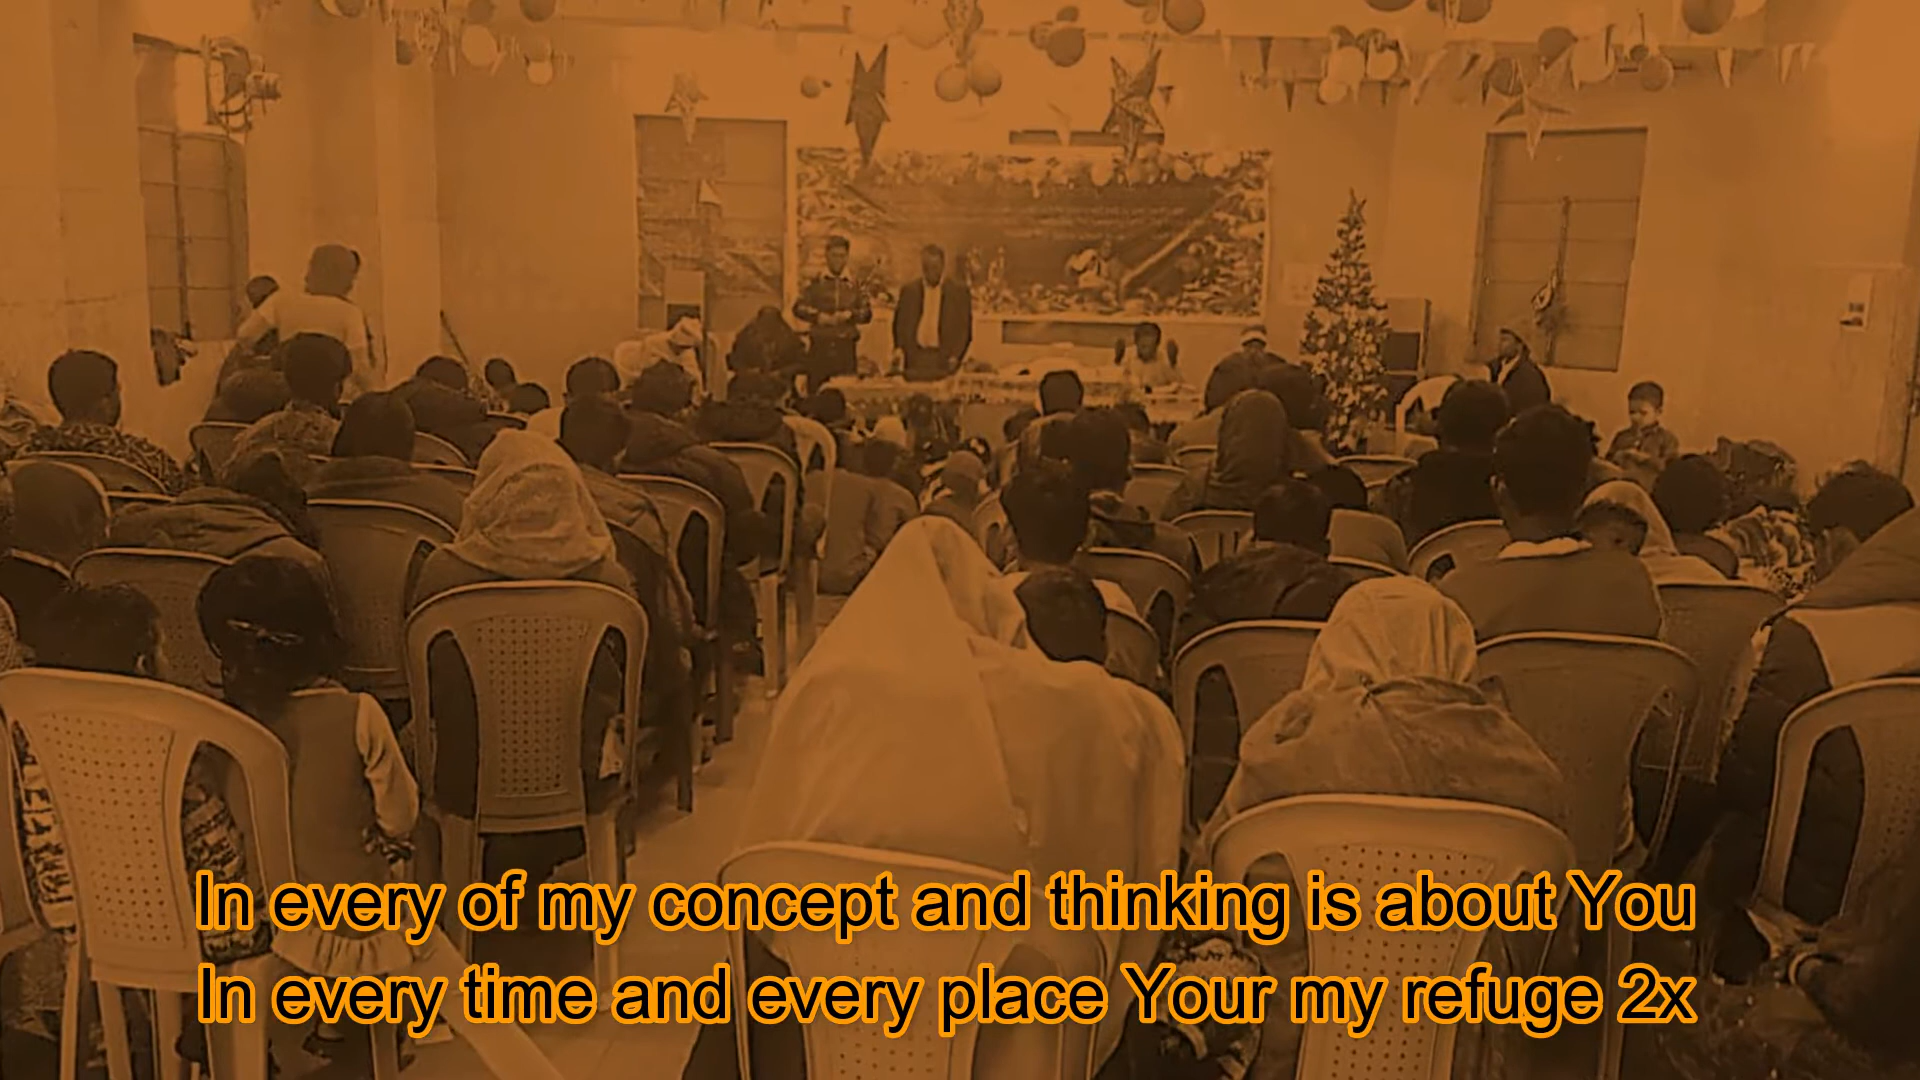 In every of my concept and thinking is about You
In every time and every place Your my refuge 2x